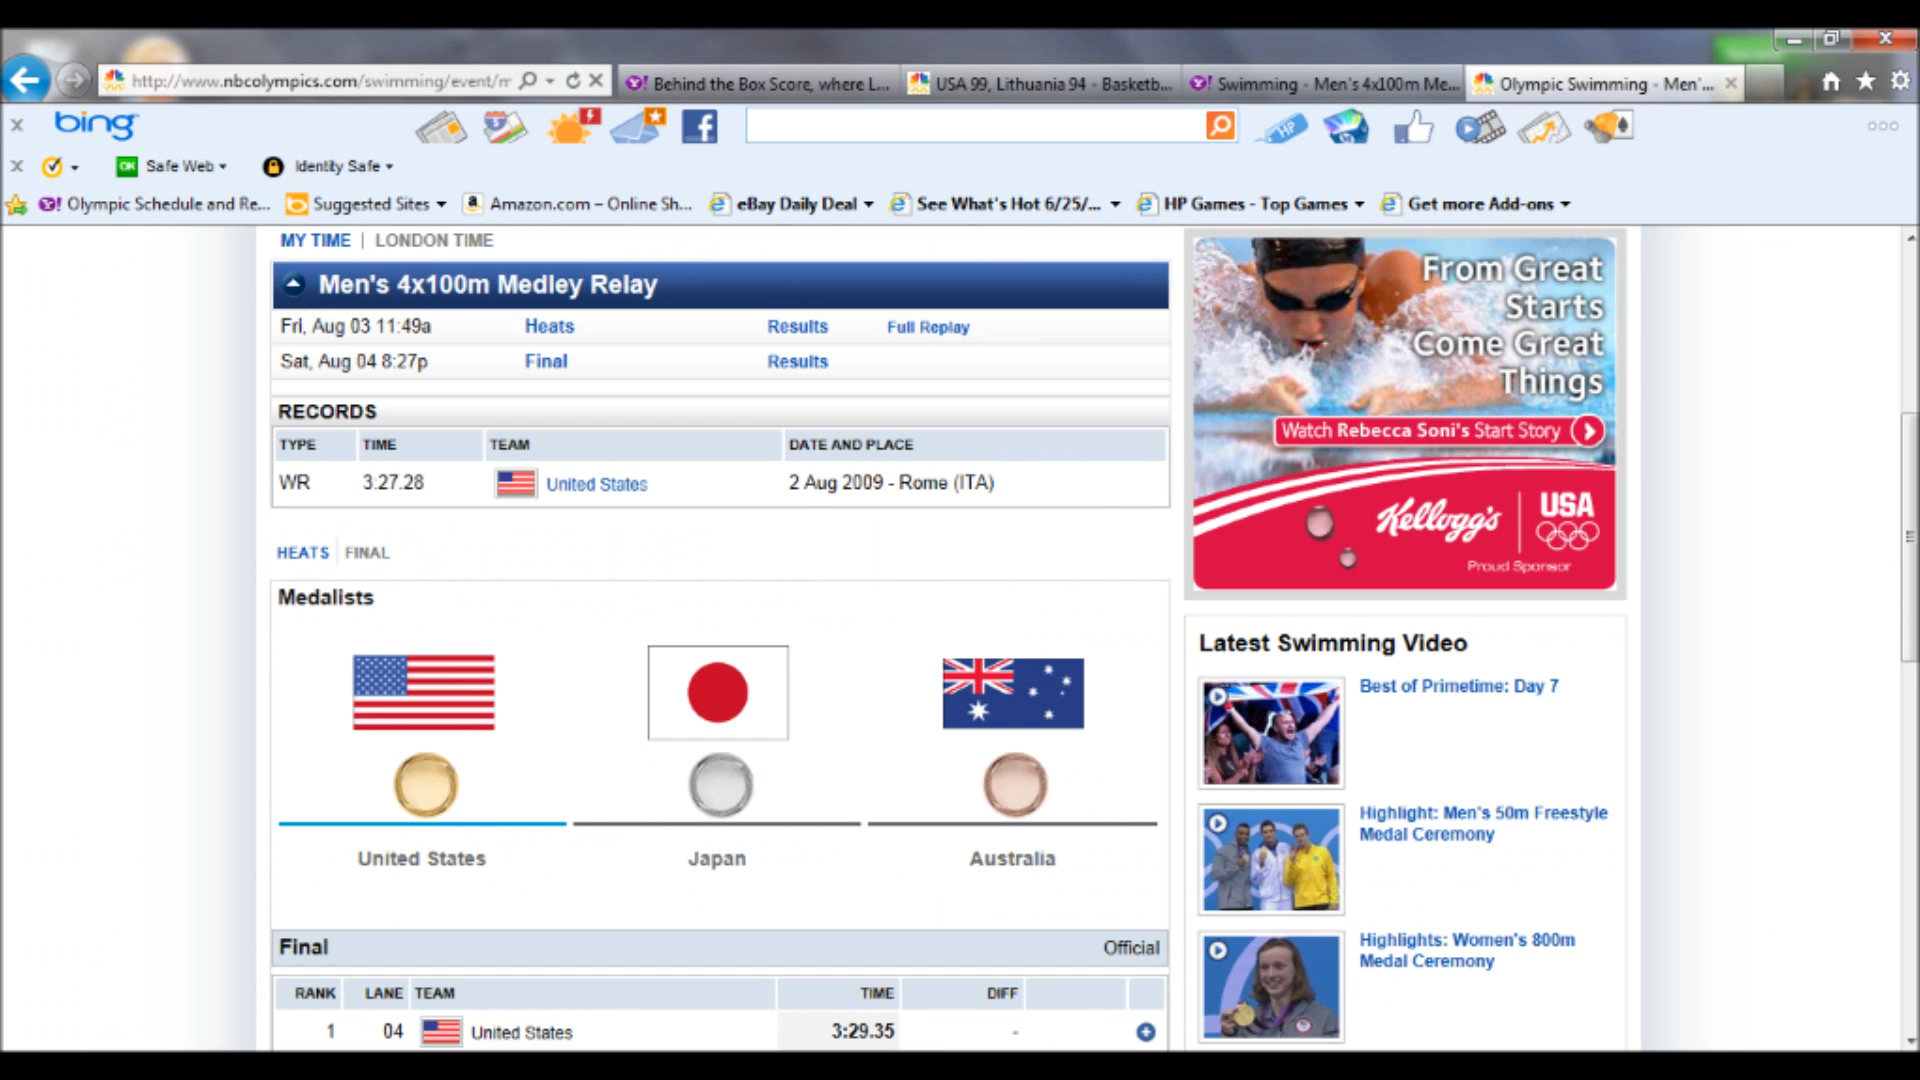 http://www.nbcolympics.com/swimming/event/m
Behind the Box Score, where L...
USA 99, Lithuania 94 - Basketb...
Swimming - Men's 4x100m Me...
Olympic Swimming - Men'...
bing
HP
Safe Web
Identity Safe
Olympic Schedule and Re...
Suggested Sites
Amazon.com – Online Sh...
eBay Daily Deal
See What's Hot 6/25/...
HP Games - Top Games
Get more Add-ons
MY TIME | LONDON TIME
Men's 4x100m Medley Relay
Fri, Aug 03 11:49a Heats Results Full Replay
Sat, Aug 04 8:27p Final Results
RECORDS
TYPE TIME TEAM DATE AND PLACE
WR 3:27.28 United States 2 Aug 2009 - Rome (ITA)
HEATS FINAL
Medalists
United States Japan Australia
Final Official
RANK LANE TEAM TIME DIFF
1 04 United States 3:29.35 -
From Great
Starts
Come Great
Things
Watch Rebecca Soni's Start Story
Kellogg's USA
Proud Sponsor
Latest Swimming Video
Best of Primetime: Day 7
Highlight: Men's 50m Freestyle
Medal Ceremony
Highlights: Women's 800m
Medal Ceremony